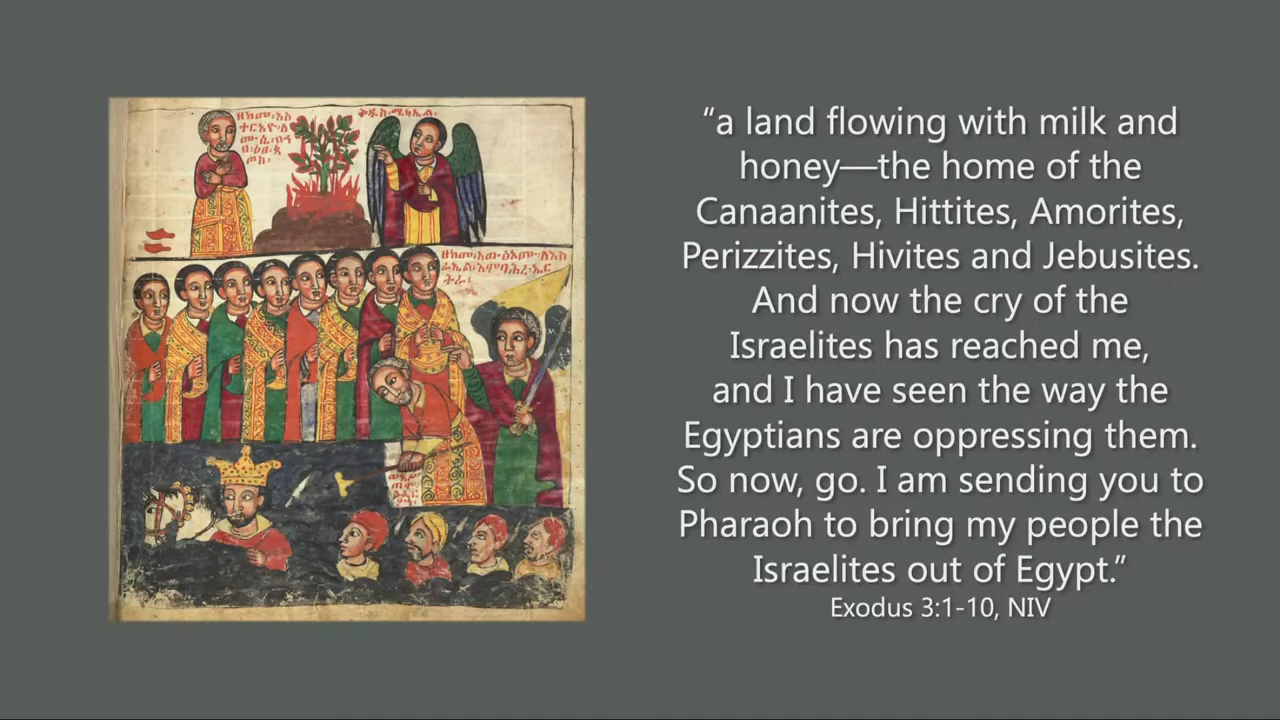 "a land flowing with milk and
honey—the home of the
Canaanites, Hittites, Amorites,
Perizzites, Hivites and Jebusites.
And now the cry of the
Israelites has reached me,
and I have seen the way the
Egyptians are oppressing them.
So now, go. I am sending you to
Pharaoh to bring my people the
Israelites out of Egypt."
Exodus 3:1-10, NIV